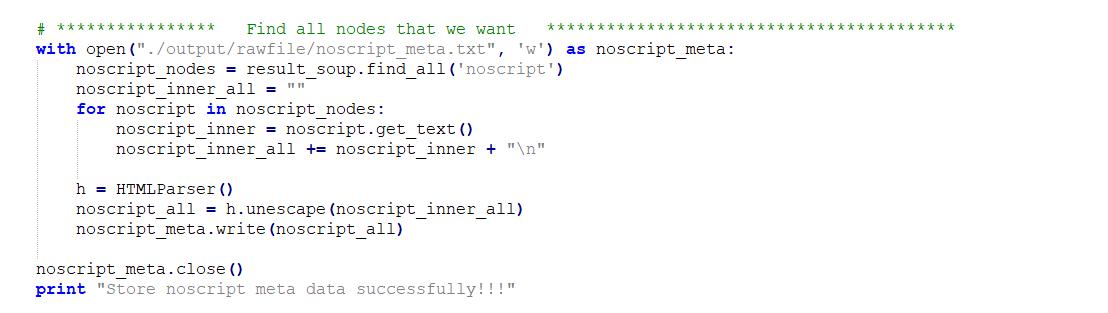 # ****************   Find all nodes that we want   *****************************************
with open("./output/rawfile/noscript_meta.txt", 'w') as noscript_meta:
    noscript_nodes = result_soup.find_all('noscript')
    noscript_inner_all = ""
    for noscript in noscript_nodes:
        noscript_inner = noscript.get_text()
        noscript_inner_all += noscript_inner + "\n"

    h = HTMLParser()
    noscript_all = h.unescape(noscript_inner_all)
    noscript_meta.write(noscript_all)

noscript_meta.close()
print "Store noscript meta data successfully!!!"